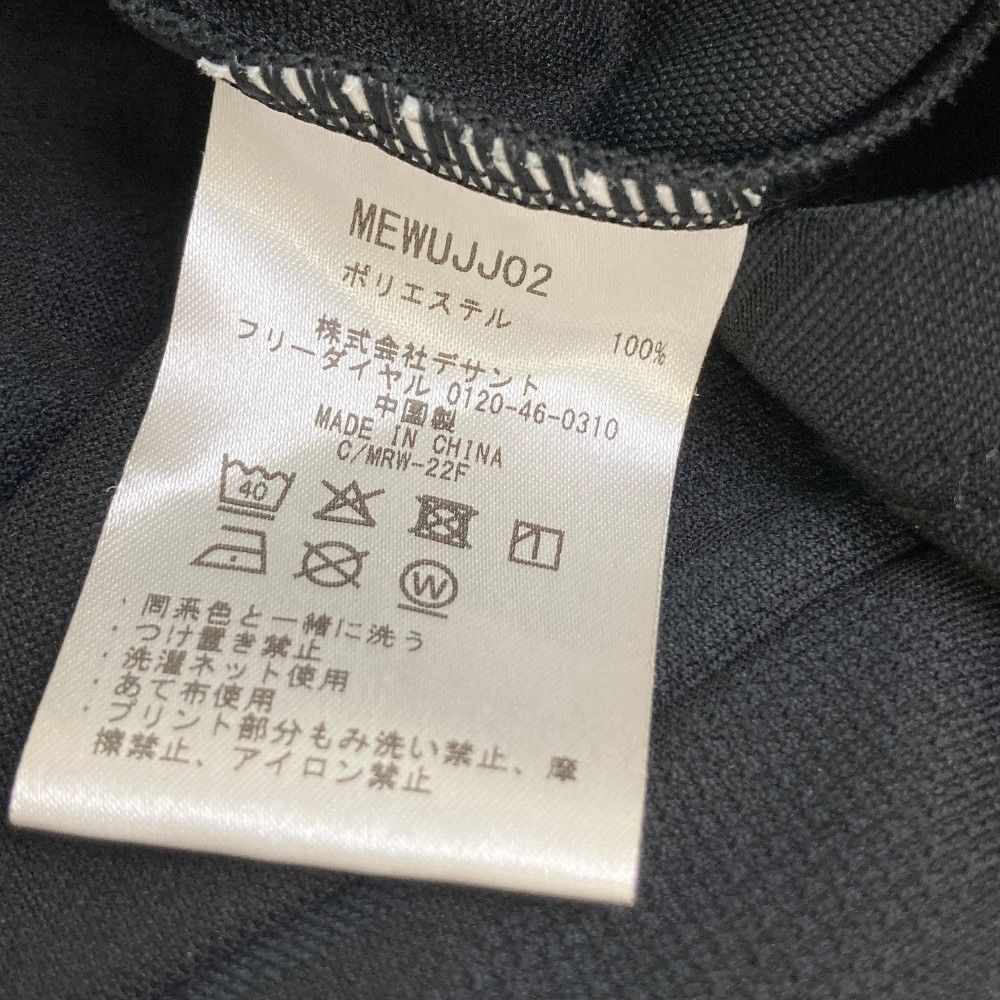 MEWUJJ02
ポリエステル 100%
株式会社デサント
フリーダイヤル 0120-46-0310
中国製
MADE IN CHINA
C/MRW-22F
40
W
・同系色と一緒に洗う
・つけ置き禁止
・洗濯ネット使用
・あて布使用
・プリント部分もみ洗い禁止、摩
擦禁止、アイロン禁止